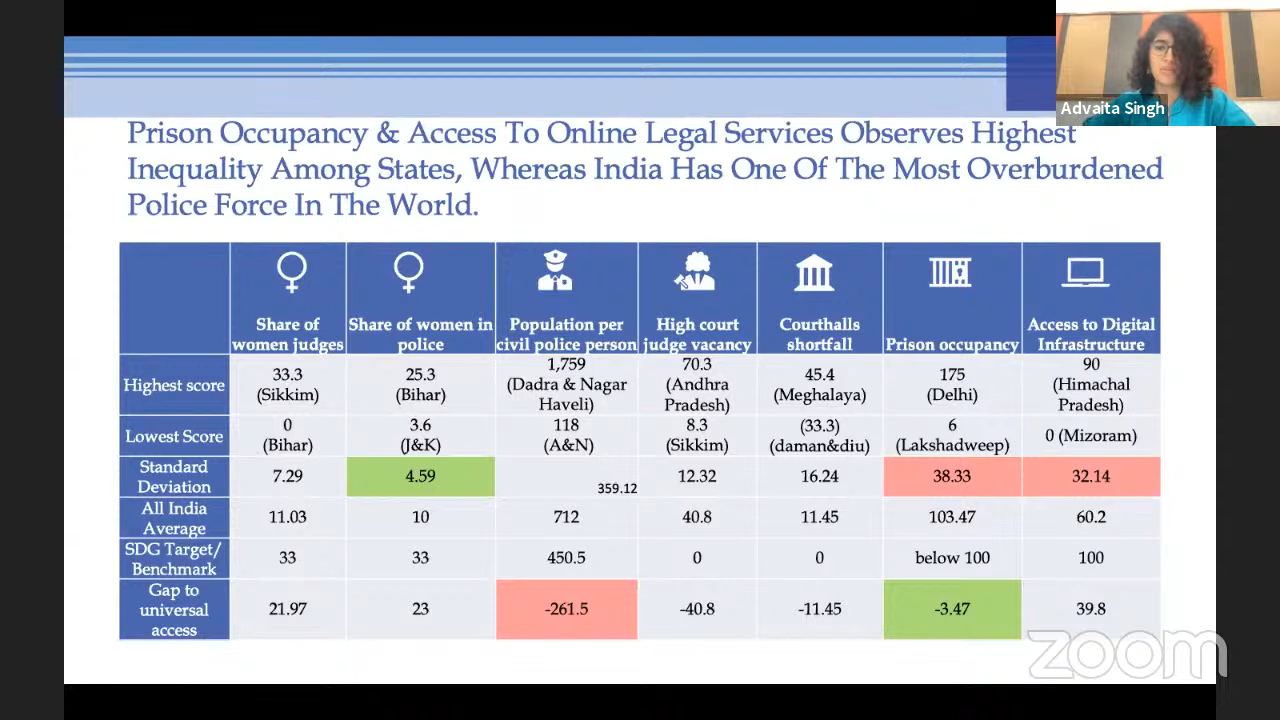 Advaita Singh
Prison Occupancy & Access To Online Legal Services Observes Highest
Inequality Among States, Whereas India Has One Of The Most Overburdened
Police Force In The World.
Share of
women judges
Share of women in
police
Population per
civil police person
High court
judge vacancy
Courthalls
shortfall
Prison occupancy
Access to Digital
Infrastructure
Highest score
33.3
(Sikkim)
25.3
(Bihar)
1,759
(Dadra & Nagar
Haveli)
70.3
(Andhra
Pradesh)
45.4
(Meghalaya)
175
(Delhi)
90
(Himachal
Pradesh)
Lowest Score
0
(Bihar)
3.6
(J&K)
118
(A&N)
8.3
(Sikkim)
(33.3)
(daman&diu)
6
(Lakshadweep)
0 (Mizoram)
Standard
Deviation
7.29
4.59
359.12
12.32
16.24
38.33
32.14
All India
Average
11.03
10
712
40.8
11.45
103.47
60.2
SDG Target/
Benchmark
33
33
450.5
0
0
below 100
100
Gap to
universal
access
21.97
23
-261.5
-40.8
-11.45
-3.47
39.8
zoom